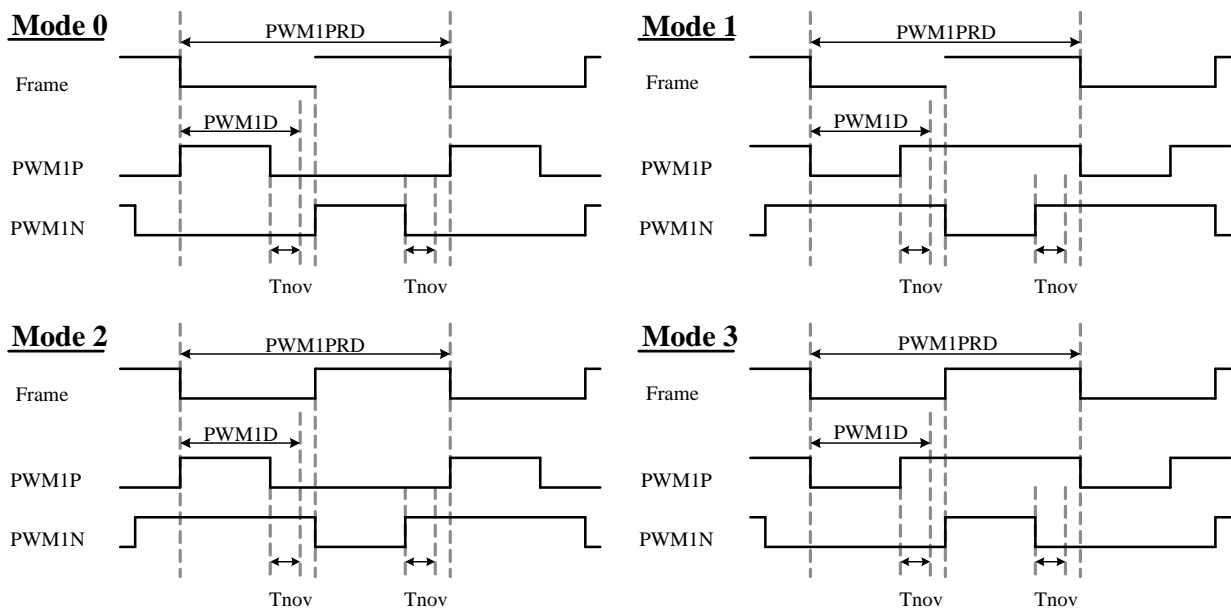 Mode 0
PWM1PRD
Frame
PWM1D
PWM1P
PWM1N
Tnov
Tnov
Mode 1
PWM1PRD
Frame
PWM1D
PWM1P
PWM1N
Tnov
Tnov
Mode 2
PWM1PRD
Frame
PWM1D
PWM1P
PWM1N
Tnov
Tnov
Mode 3
PWM1PRD
Frame
PWM1D
PWM1P
PWM1N
Tnov
Tnov